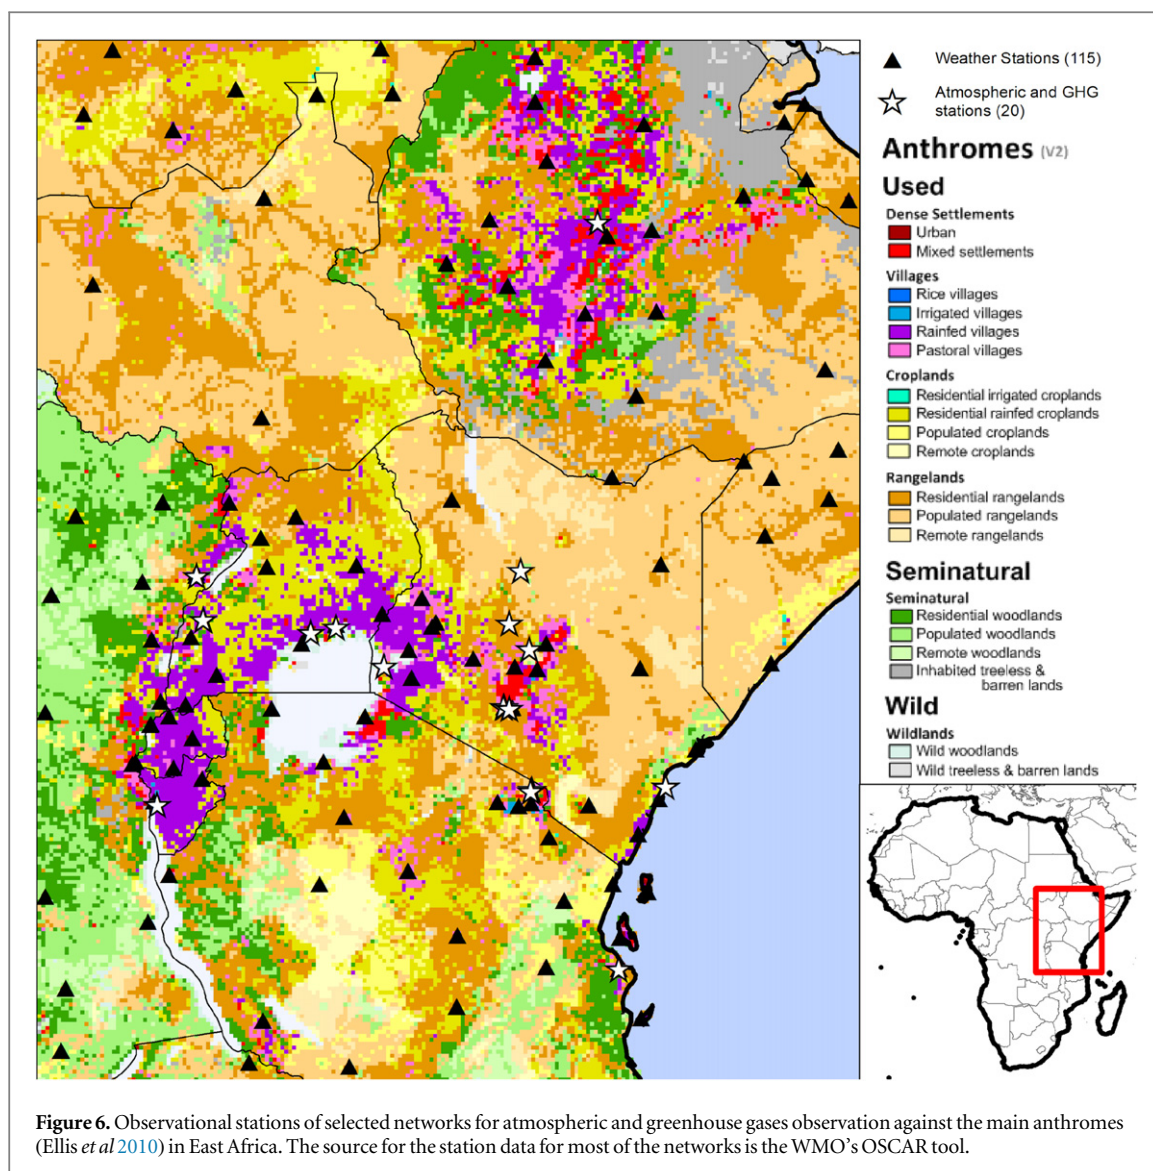 Weather Stations (115)
Atmospheric and GHG
stations (20)
Anthromes (V2)
Used
Dense Settlements
Urban
Mixed settlements
Villages
Rice villages
Irrigated villages
Rainfed villages
Pastoral villages
Croplands
Residential irrigated croplands
Residential rainfed croplands
Populated croplands
Remote croplands
Rangelands
Residential rangelands
Populated rangelands
Remote rangelands
Seminatural
Seminatural
Residential woodlands
Populated woodlands
Remote woodlands
Inhabited treeless &
barren lands
Wild
Wildlands
Wild woodlands
Wild treeless & barren lands
Figure 6. Observational stations of selected networks for atmospheric and greenhouse gases observation against the main anthromes
(Ellis et al 2010) in East Africa. The source for the station data for most of the networks is the WMO's OSCAR tool.